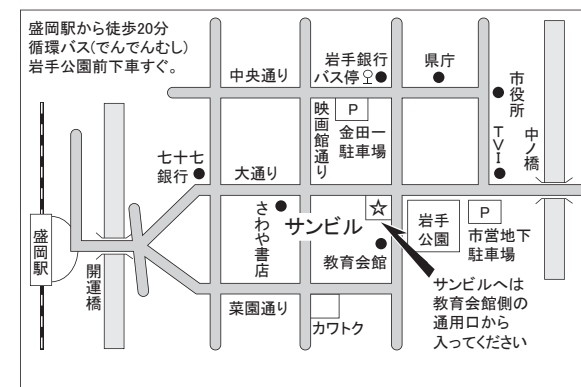 盛岡駅から徒歩20分
循環バス(でんでんむし)
岩手公園前下車すぐ。
岩手銀行
バス停
県庁
中央通り
市役所
映画館通り
P
金田一
駐車場
TVI
中ノ橋
七十七
銀行
大通り
さわや書店
サンビル
☆
岩手
公園
P
市営地下
駐車場
盛岡駅
開運橋
教育会館
菜園通り
カワトク
サンビルへは
教育会館側の
通用口から
入ってください